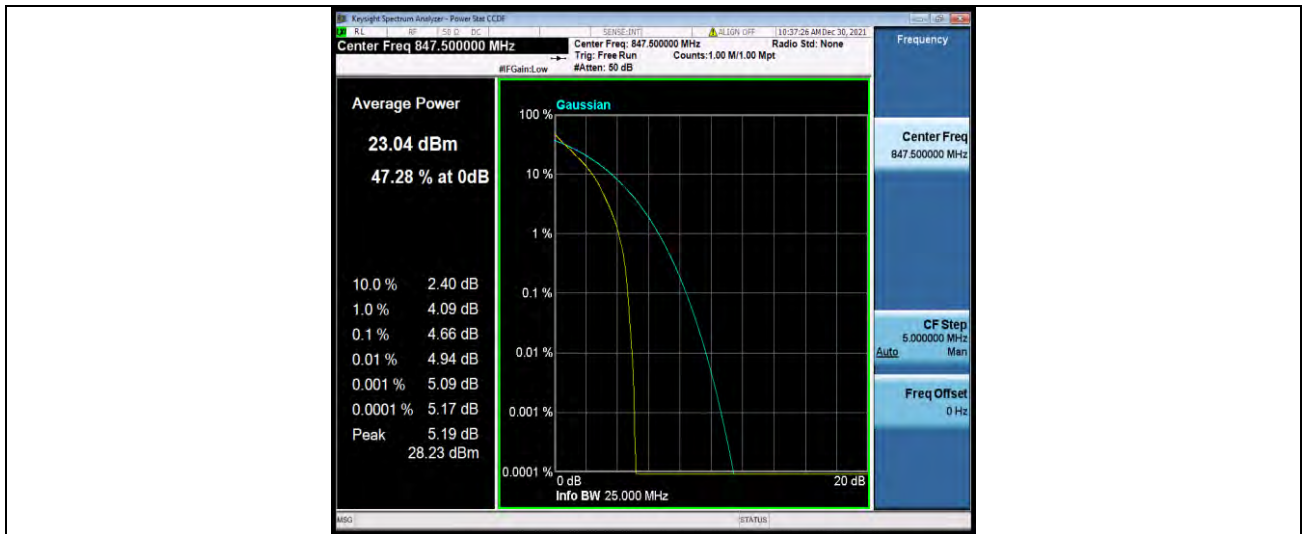 Keysight Spectrum Analyzer - Power Stat CCDF
RL RF 50 Ω DC SENSE:INT ALIGN OFF 10:37:26 AM Dec 30, 2021
Center Freq 847.500000 MHz
Center Freq: 847.500000 MHz Radio Std: None
Trig: Free Run Counts:1.00 M/1.00 Mpt
#IFGain:Low #Atten: 50 dB
Frequency
Average Power
23.04 dBm
47.28 % at 0dB
10.0 % 2.40 dB
1.0 % 4.09 dB
0.1 % 4.66 dB
0.01 % 4.94 dB
0.001 % 5.09 dB
0.0001 % 5.17 dB
Peak 5.19 dB
28.23 dBm
Gaussian
100 %
10 %
1 %
0.1 %
0.01 %
0.001 %
0.0001 %
0 dB 20 dB
Info BW 25.000 MHz
Center Freq
847.500000 MHz
CF Step
5.000000 MHz
Auto Man
Freq Offset
0 Hz
MSG STATUS